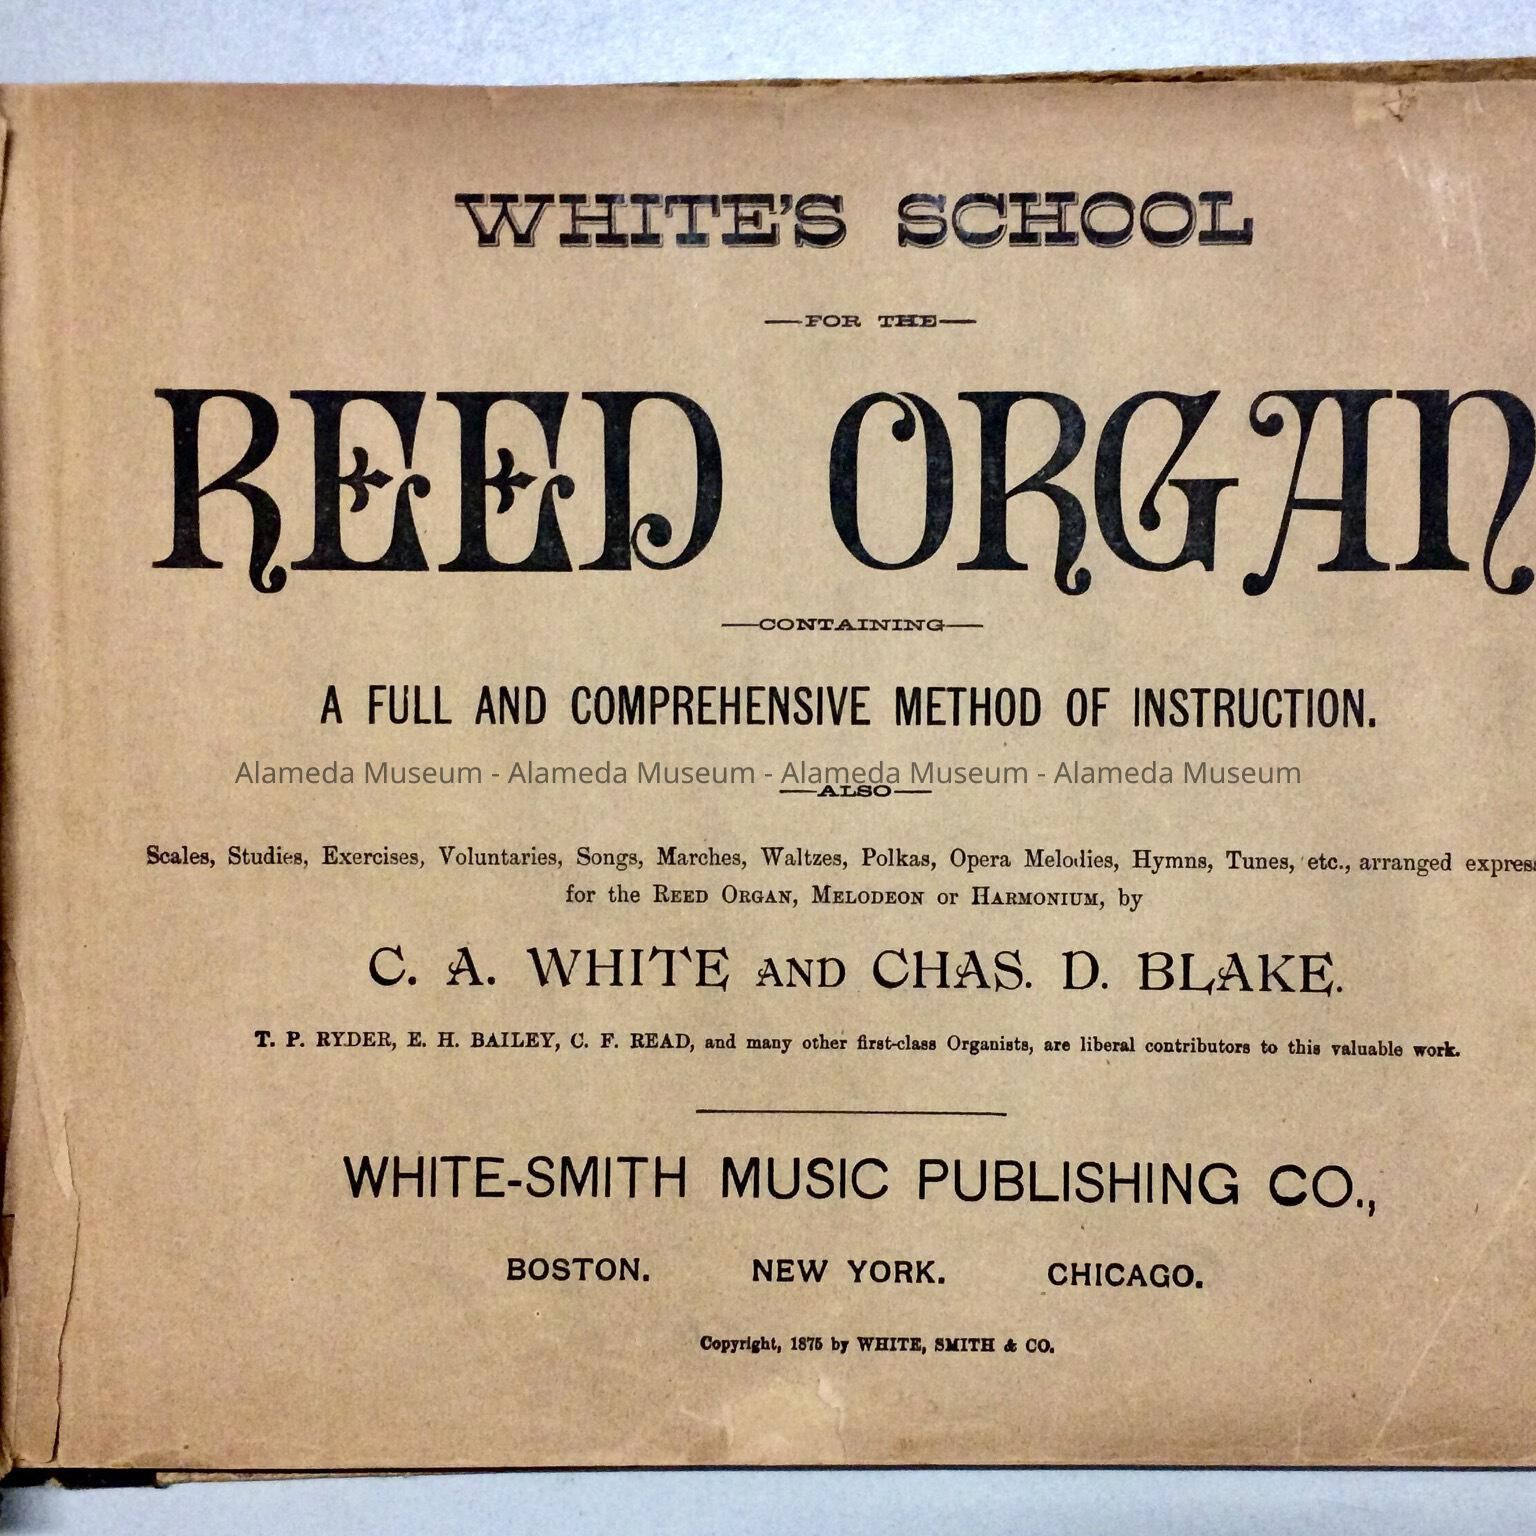 WHITE'S SCHOOL
—FOR THE—
REED ORGAN
—CONTAINING—
A FULL AND COMPREHENSIVE METHOD OF INSTRUCTION.
Alameda Museum - Alameda Museum - Alameda Museum - Alameda Museum
—ALSO—
Scales, Studies, Exercises, Voluntaries, Songs, Marches, Waltzes, Polkas, Opera Melodies, Hymns, Tunes, etc., arranged
for the REED ORGAN, MELODEON or HARMONIUM, by
C. A. WHITE AND CHAS. D. BLAKE.
T. P. RYDER, E. H. BAILEY, C. F. READ, and many other first-class Organists, are liberal contributors to this valuable work.
WHITE-SMITH MUSIC PUBLISHING CO.,
BOSTON. NEW YORK. CHICAGO.
Copyright, 1875 by WHITE, SMITH & CO.